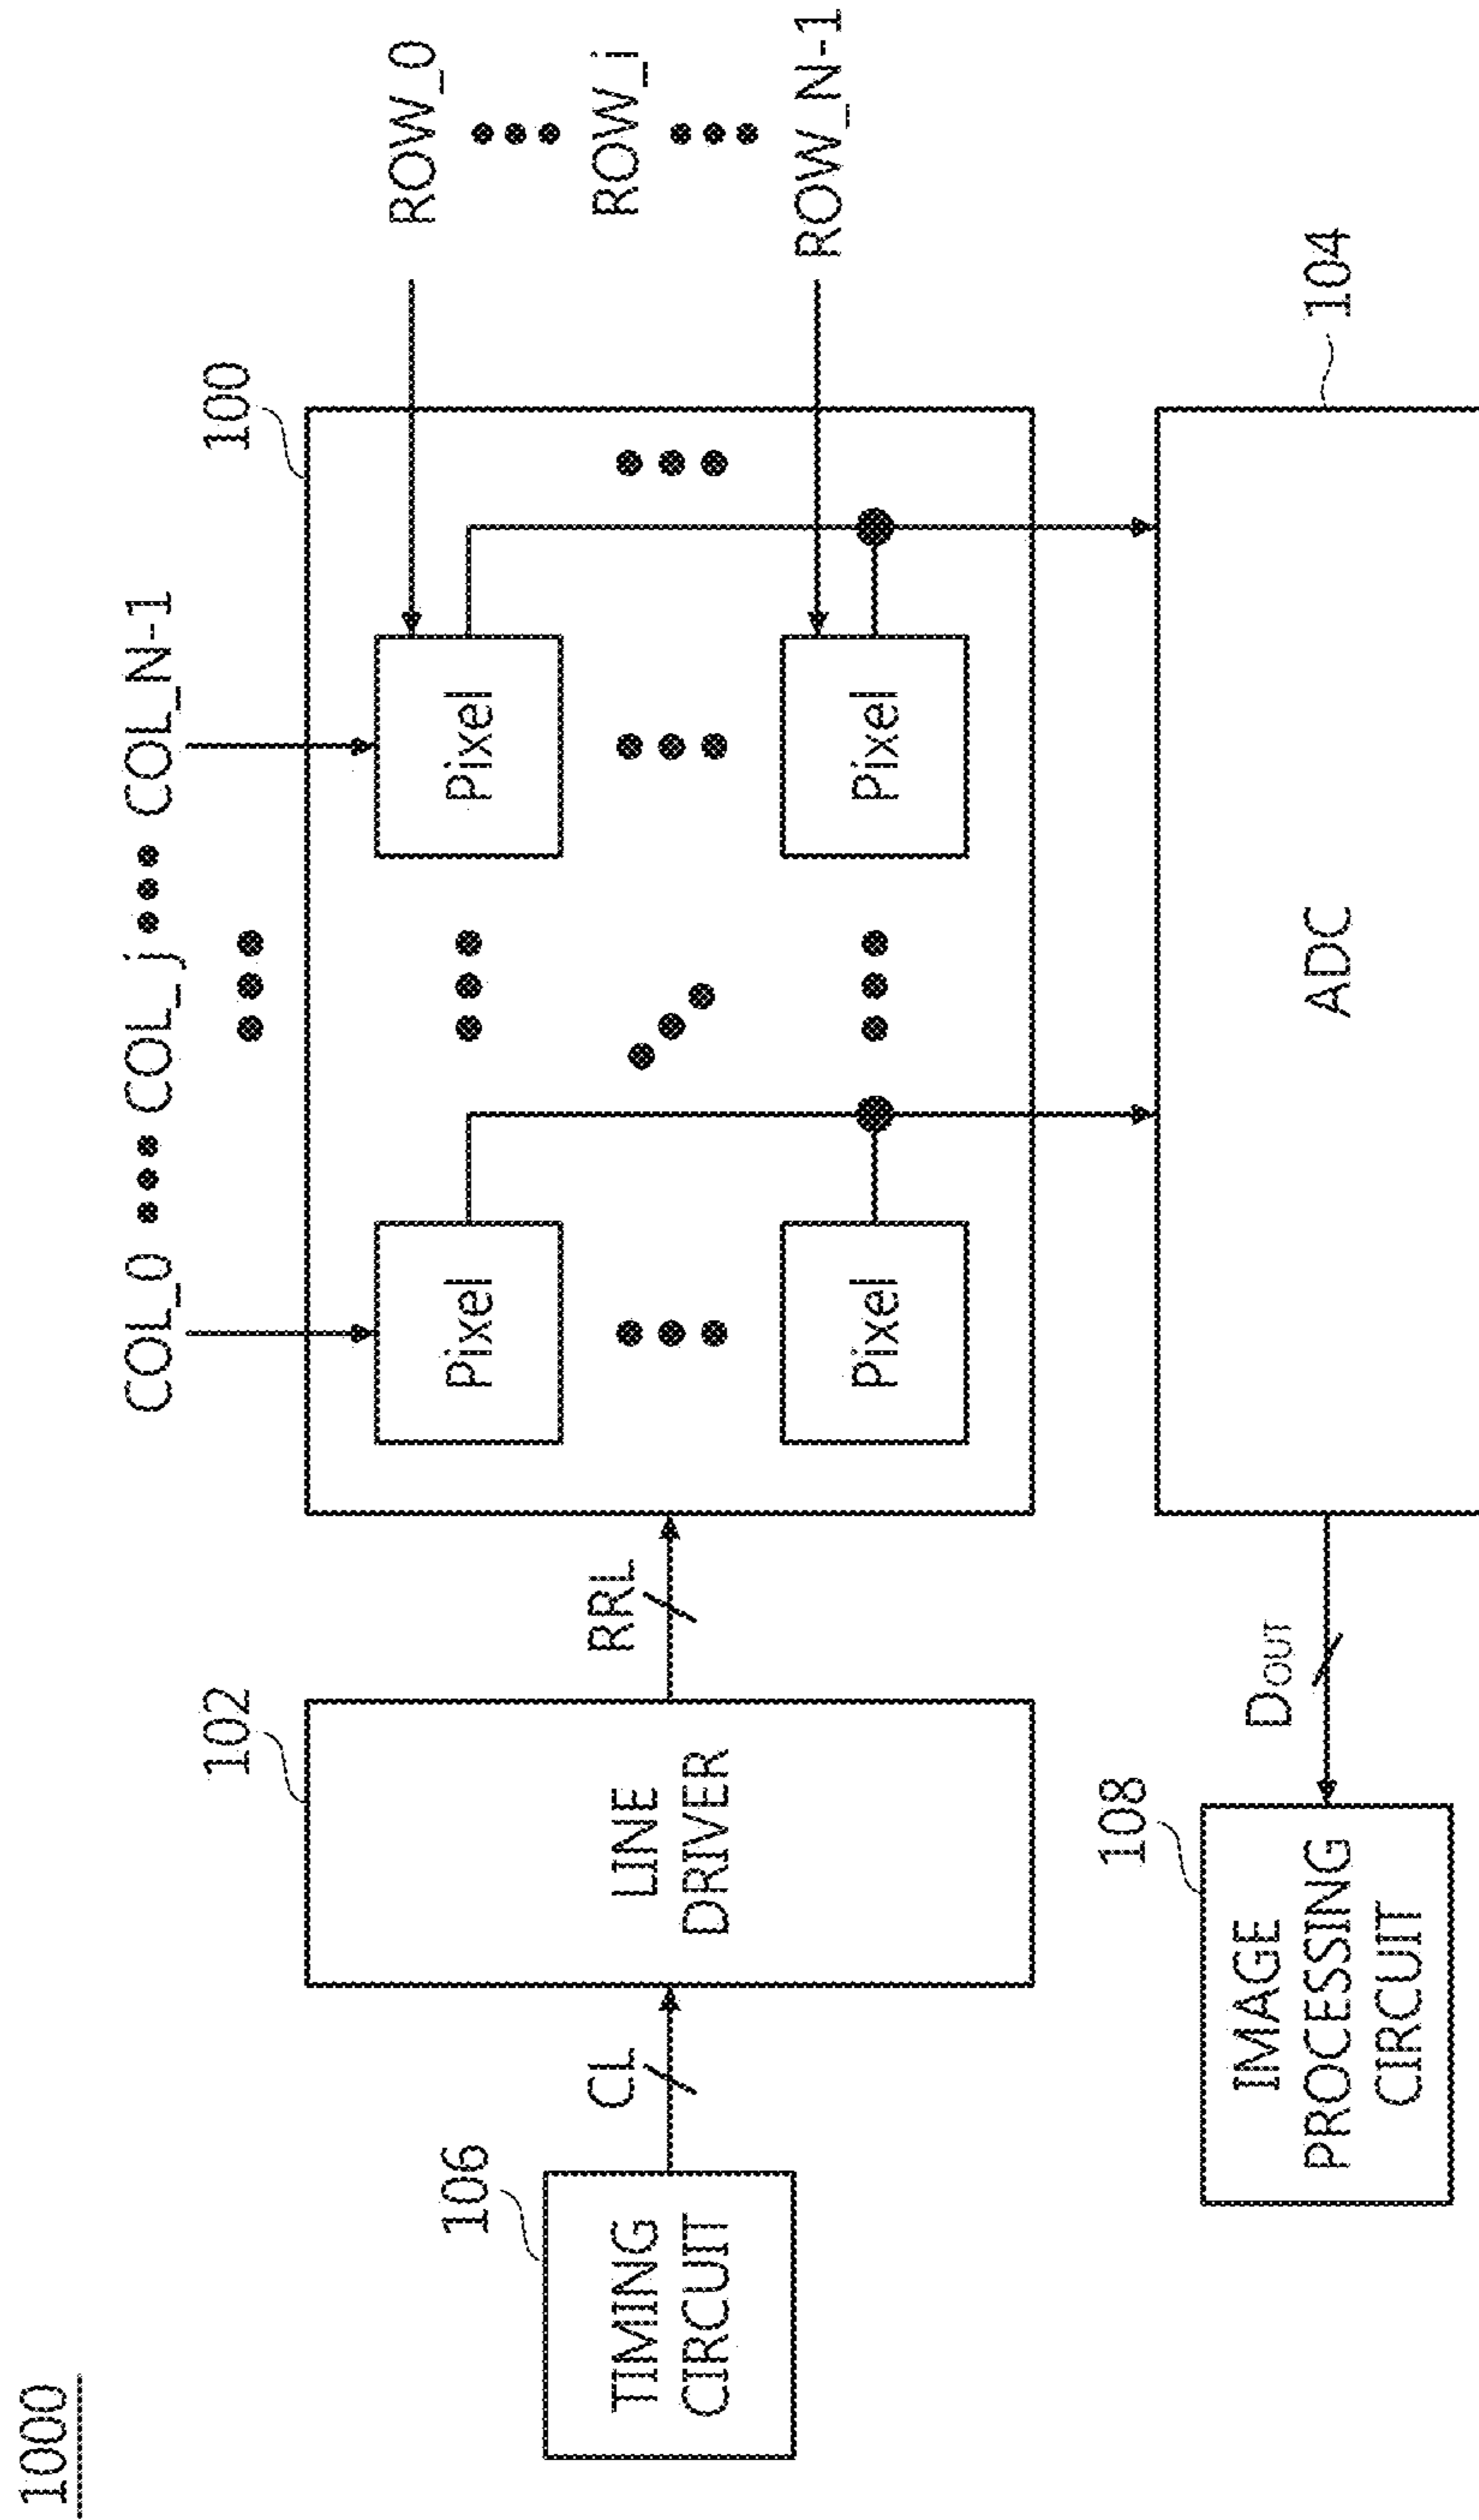 1000
COL_0 ••• COL_j ••• COL_N-1
106
102
100
TIMING
CIRCUIT
CL
LINE
DRIVER
RRL
Pixel
Pixel
Pixel
Pixel
ROW_0
ROW_i
ROW_N-1
108
IMAGE
PROCESSING
CIRCUIT
DOUT
ADC
104